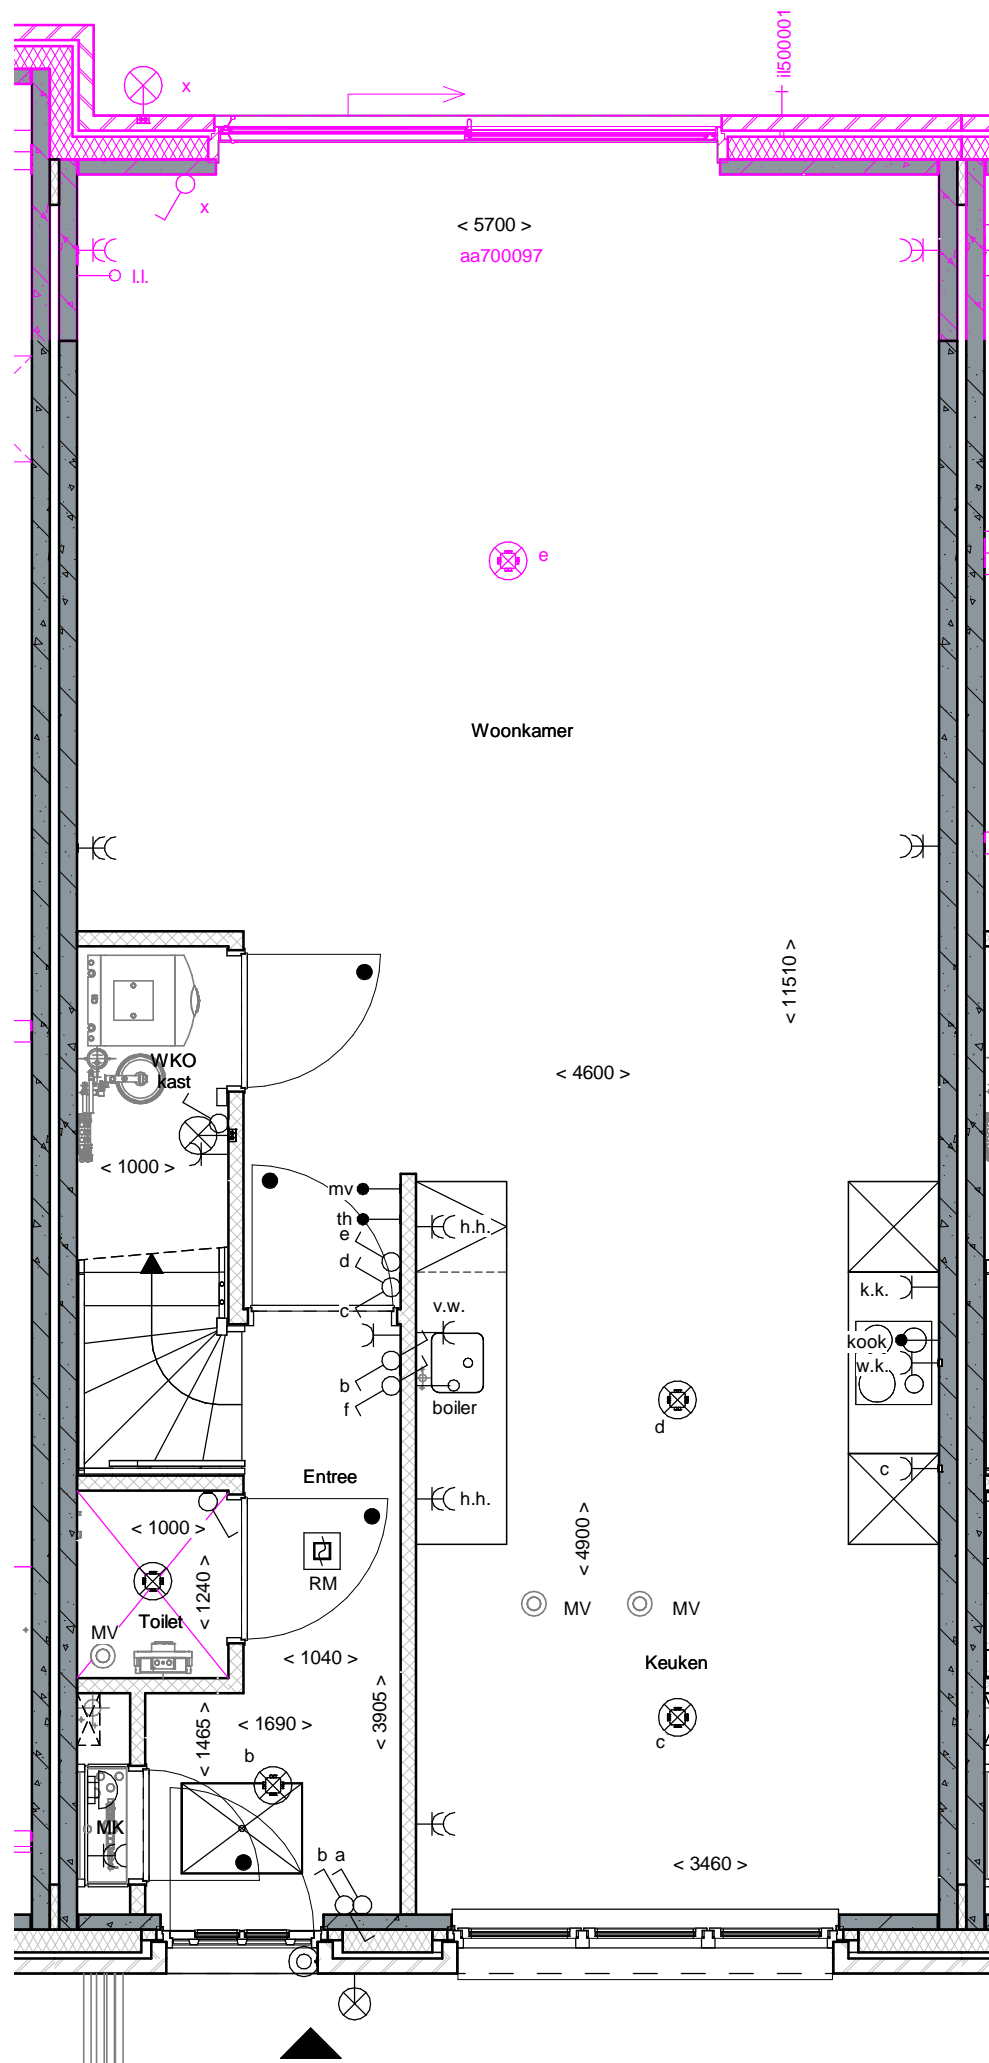 il500001
x
x
< 5700 >
aa700097
l.l.
e
Woonkamer
< 11510 >
WKO
kast
< 4600 >
< 1000 >
mv
th
e
h.h.
d
c
v.w.
k.k.
kook
w.k.
b
f
boiler
d
Entree
c
h.h.
< 1000 >
< 4900 >
< 1240 >
RM
MV
MV
Toilet
MV
< 1040 >
Keuken
< 3905 >
< 1465 >
< 1690 >
b
c
MK
b a
< 3460 >